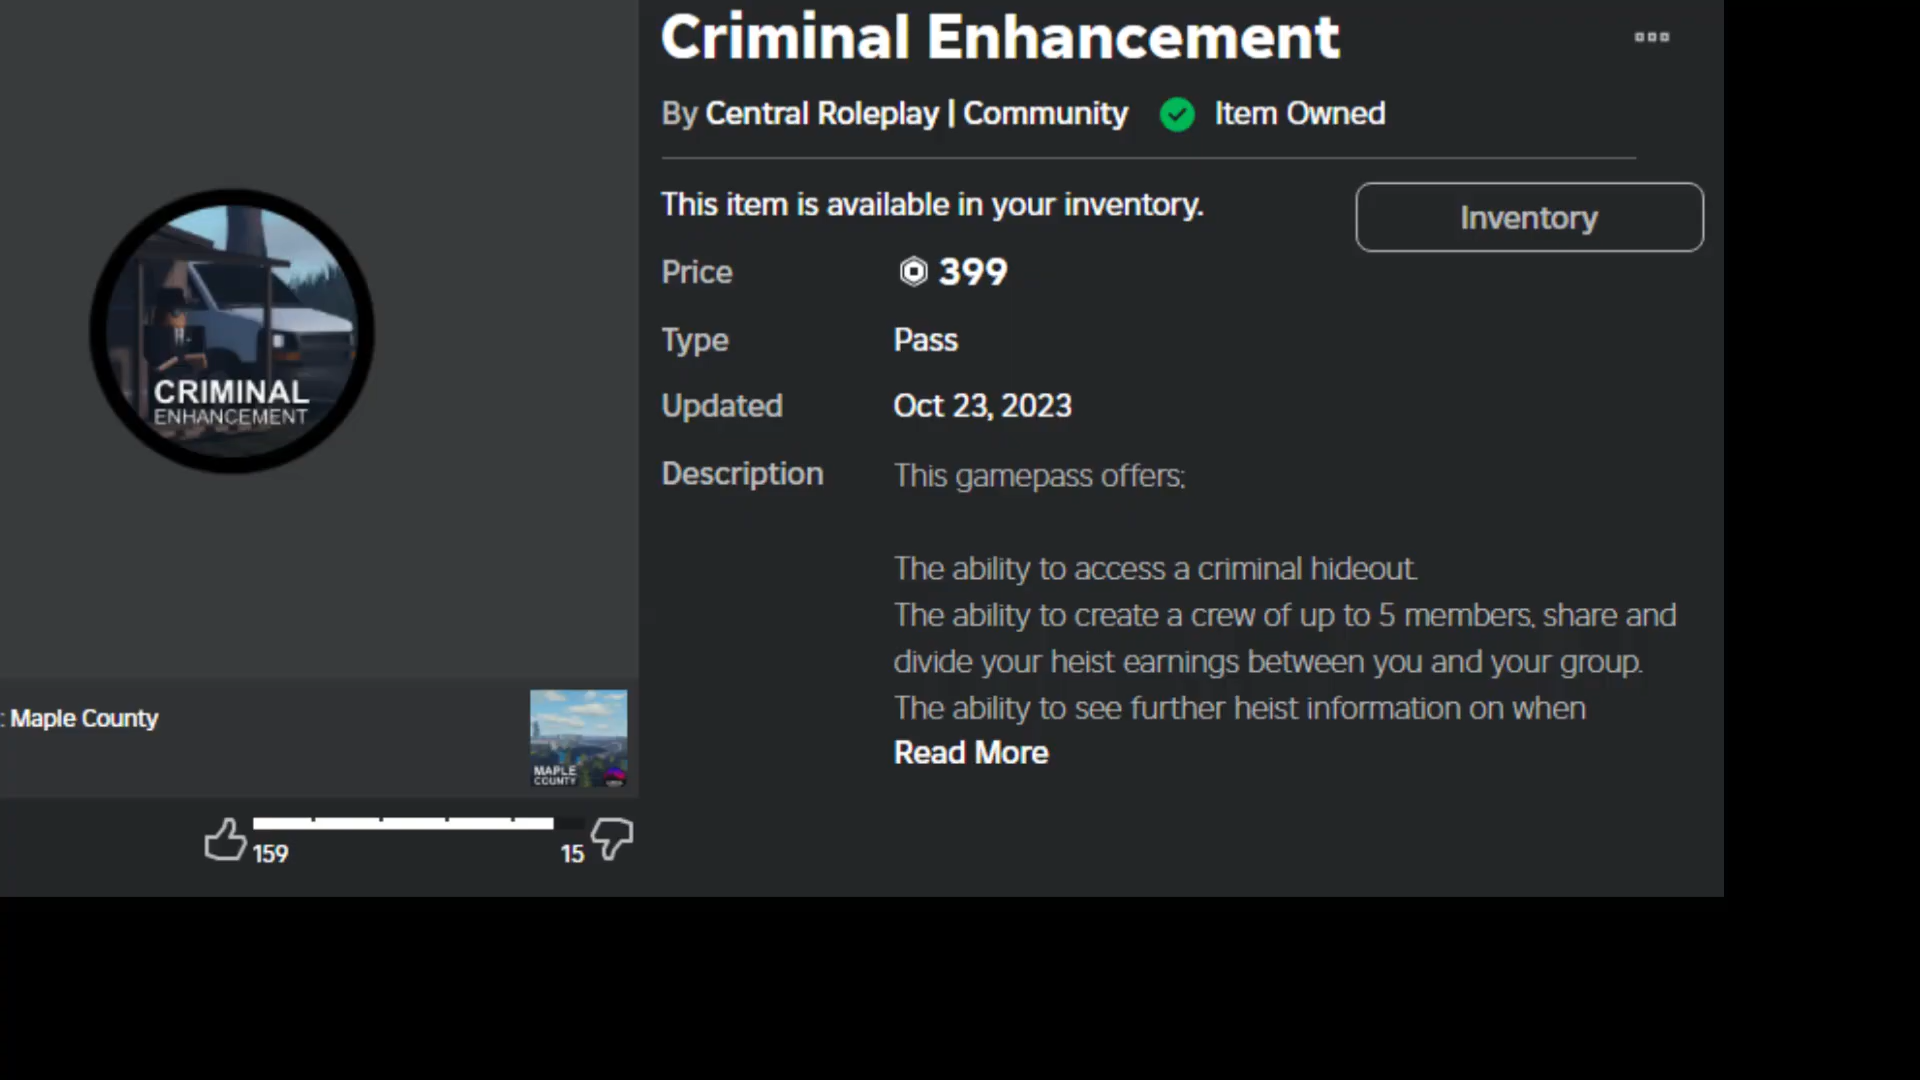 Criminal Enhancement
By Central Roleplay | Community Item Owned
This item is available in your inventory.
Inventory
Price 399
Type Pass
Updated Oct 23, 2023
Description This gamepass offers;
The ability to access a criminal hideout.
The ability to create a crew of up to 5 members, share and
divide your heist earnings between you and your group.
The ability to see further heist information on when
Read More
CRIMINAL
ENHANCEMENT
: Maple County
MAPLE
COUNTY
159
15